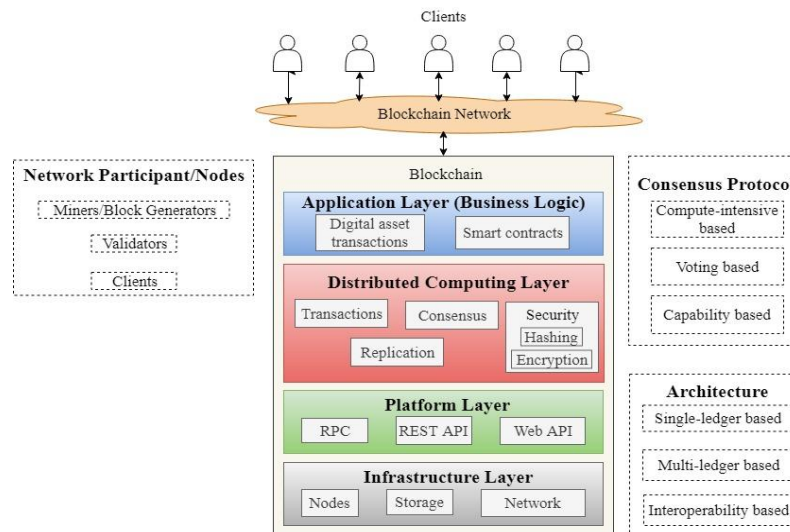 Clients
Blockchain Network
Network Participant/Nodes
Miners/Block Generators
Validators
Clients
Blockchain
Application Layer (Business Logic)
Digital asset
transactions
Smart contracts
Distributed Computing Layer
Transactions
Consensus
Replication
Security
Hashing
Encryption
Platform Layer
RPC
REST API
Web API
Infrastructure Layer
Nodes
Storage
Network
Consensus Protoco
Compute-intensive
based
Voting based
Capability based
Architecture
Single-ledger based
Multi-ledger based
Interoperability based